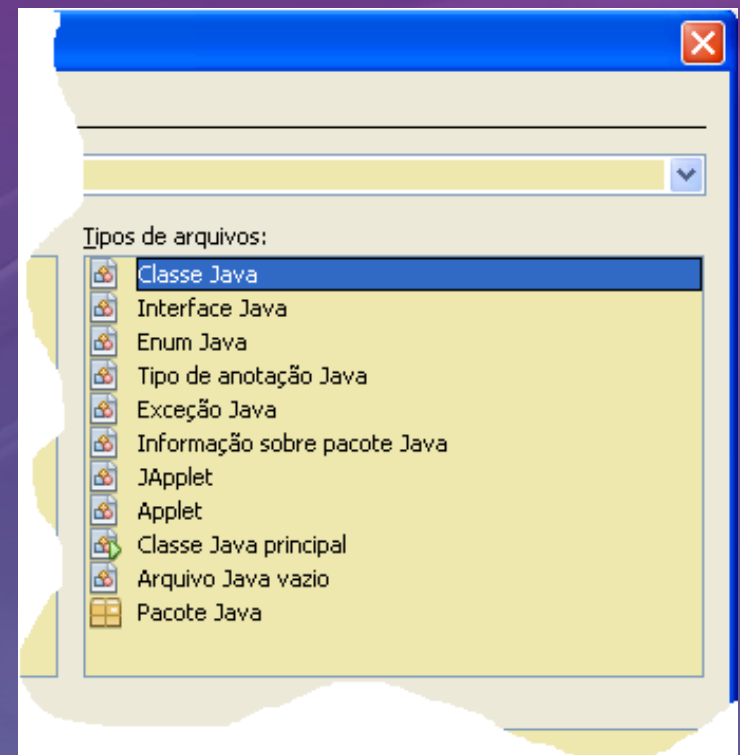 Tipos de arquivos:
Classe Java
Interface Java
Enum Java
Tipo de anotação Java
Exceção Java
Informação sobre pacote Java
JApplet
Applet
Classe Java principal
Arquivo Java vazio
Pacote Java